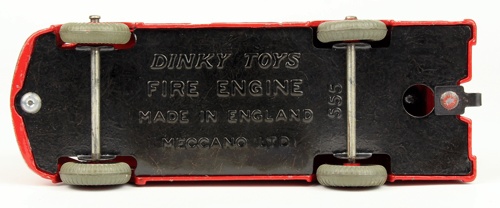 DINKY TOYS
FIRE ENGINE
MADE IN ENGLAND
MECCANO LTD
555